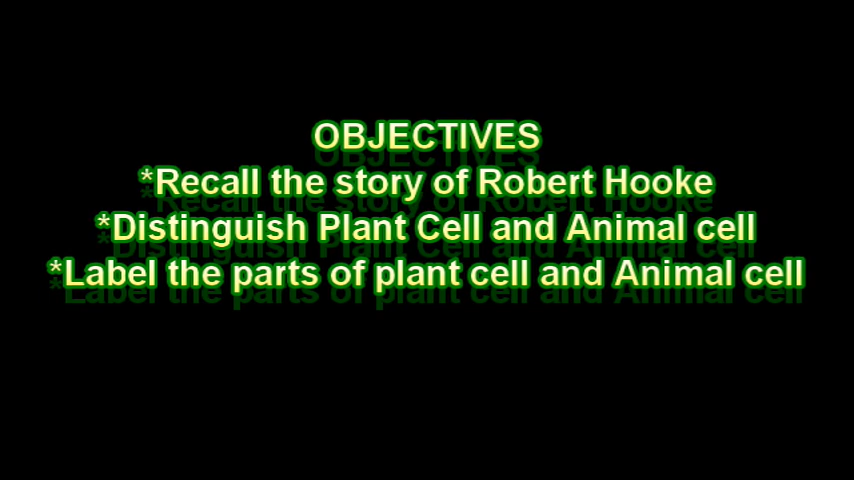 OBJECTIVES
*Recall the story of Robert Hooke
*Distinguish Plant Cell and Animal cell
*Label the parts of plant cell and Animal cell